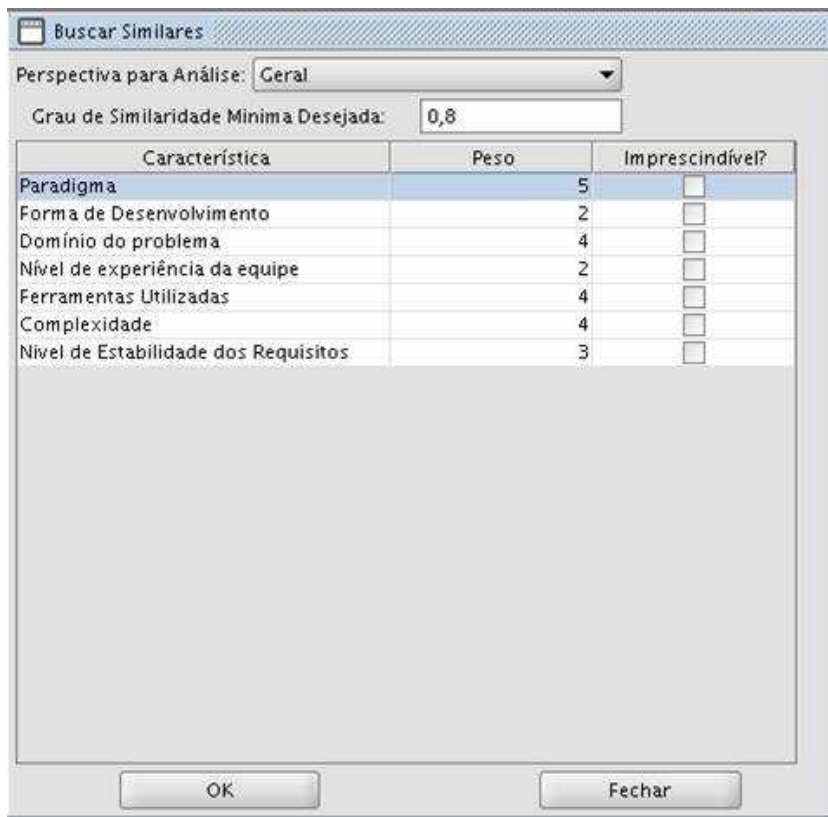 Buscar Similares
Perspectiva para Análise: Geral
Grau de Similaridade Minima Desejada: 0,8
Característica Peso Imprescindível?
Paradigma 5
Forma de Desenvolvimento 2
Domínio do problema 4
Nível de experiência da equipe 2
Ferramentas Utilizadas 4
Complexidade 4
Nivel de Estabilidade dos Requisitos 3
OK Fechar